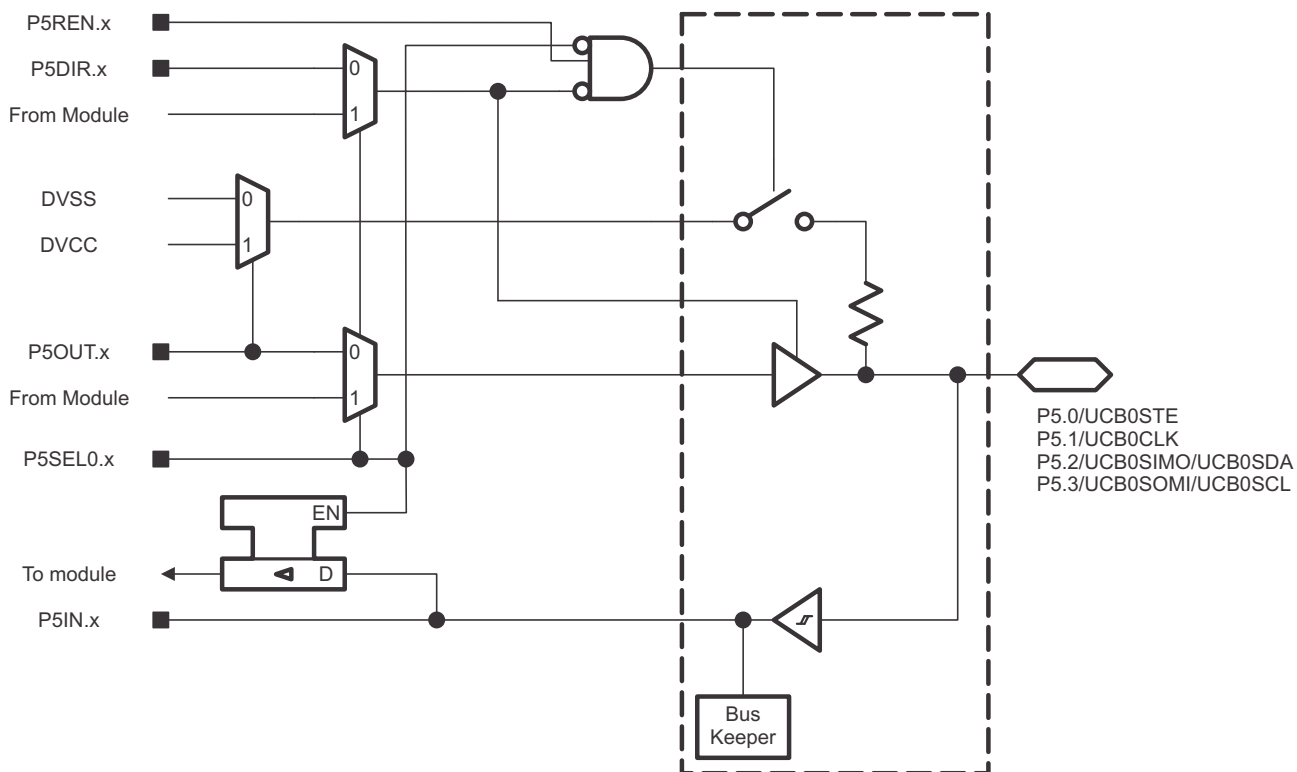 P5REN.x
P5DIR.x
0
From Module
1
DVSS
0
DVCC
1
P5OUT.x
0
From Module
1
P5.0/UCB0STE
P5.1/UCB0CLK
P5.2/UCB0SIMO/UCB0SDA
P5.3/UCB0SOMI/UCB0SCL
P5SEL0.x
EN
To module
D
P5IN.x
Bus
Keeper